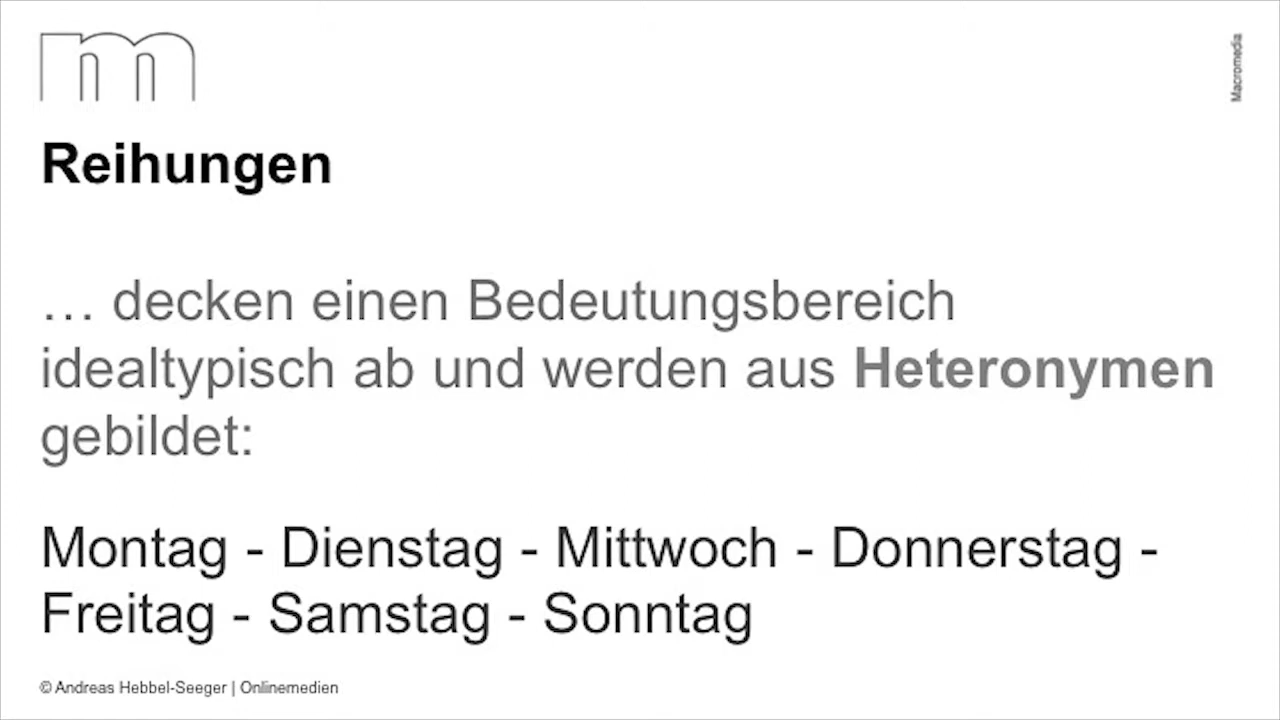 m
Macromedia
Reihungen
… decken einen Bedeutungsbereich
idealtypisch ab und werden aus Heteronymen
gebildet:
Montag - Dienstag - Mittwoch - Donnerstag -
Freitag - Samstag - Sonntag
© Andreas Hebbel-Seeger | Onlinemedien